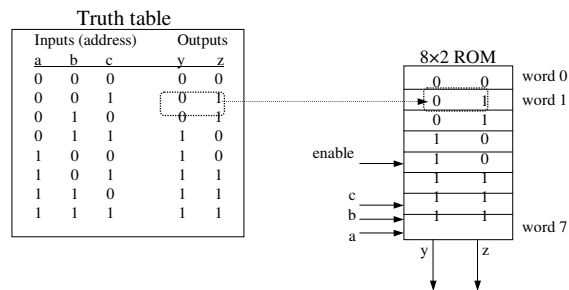 Truth table
Inputs (address) Outputs
a b c y z
0 0 0 0 0
0 0 1 0 1
0 1 0 0 1
0 1 1 1 0
1 0 0 1 0
1 0 1 1 1
1 1 0 1 1
1 1 1 1 1
8×2 ROM
0 0 word 0
0 1 word 1
0 1
1 0
enable 1 0
1 1
c 1 1
b 1 1 word 7
a
y z